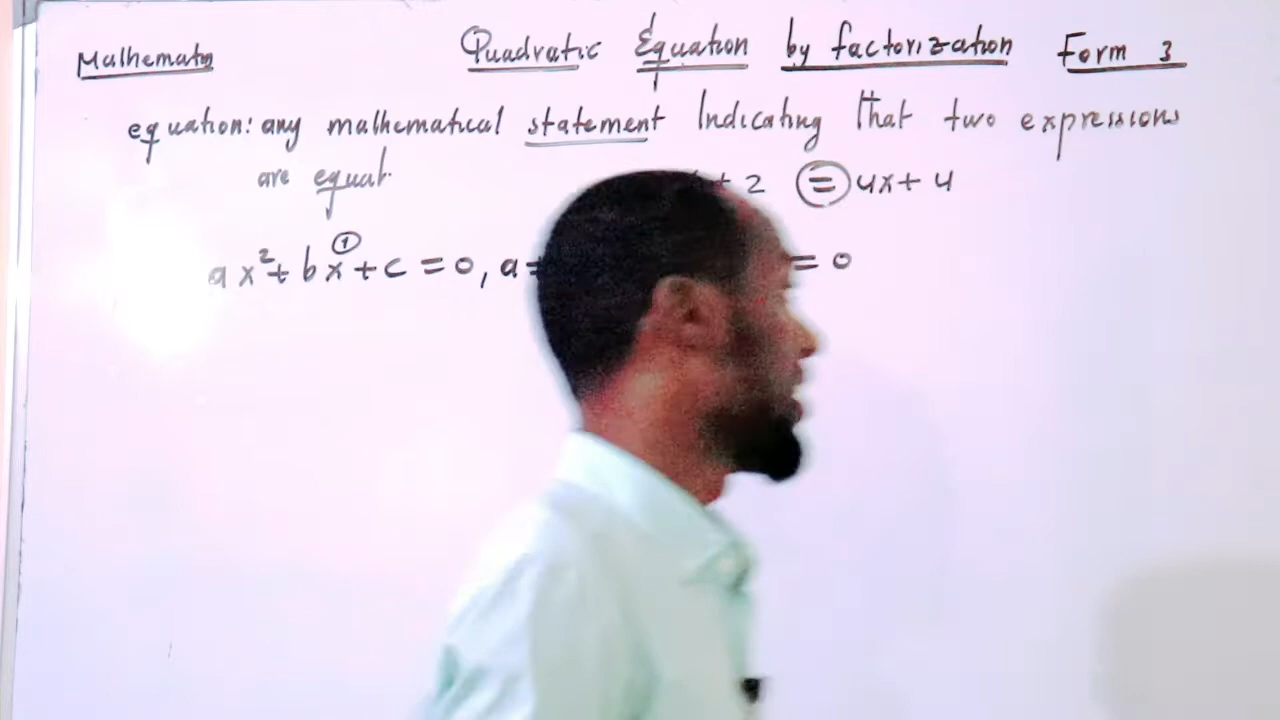 Mathematics Quadratic Equation by factorization Form 3
equation: any mathematical statement Indicating that two expressions
are equal. + 2 = 4x + 4
ax²+ bx①+ c = 0, a= = 0